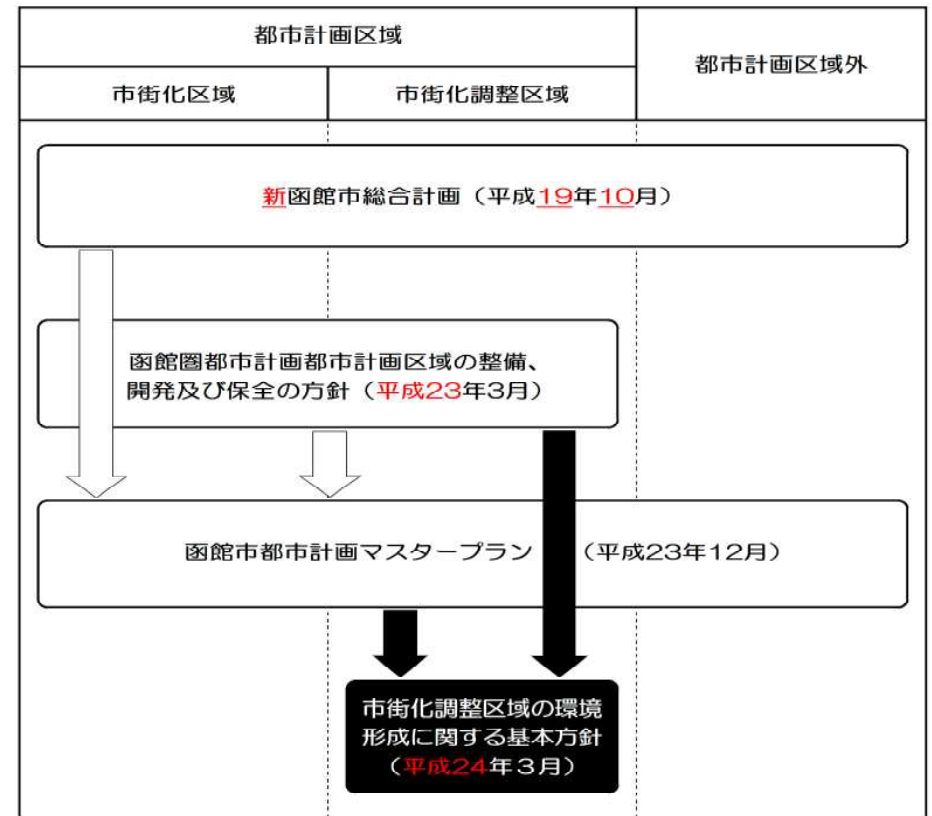 都市計画区域
都市計画区域外
市街化区域
市街化調整区域
新函館市総合計画（平成19年10月）
函館圏都市計画都市計画区域の整備、
開発及び保全の方針（平成23年3月）
函館市都市計画マスタープラン（平成23年12月）
市街化調整区域の環境
形成に関する基本方針
（平成24年３月）